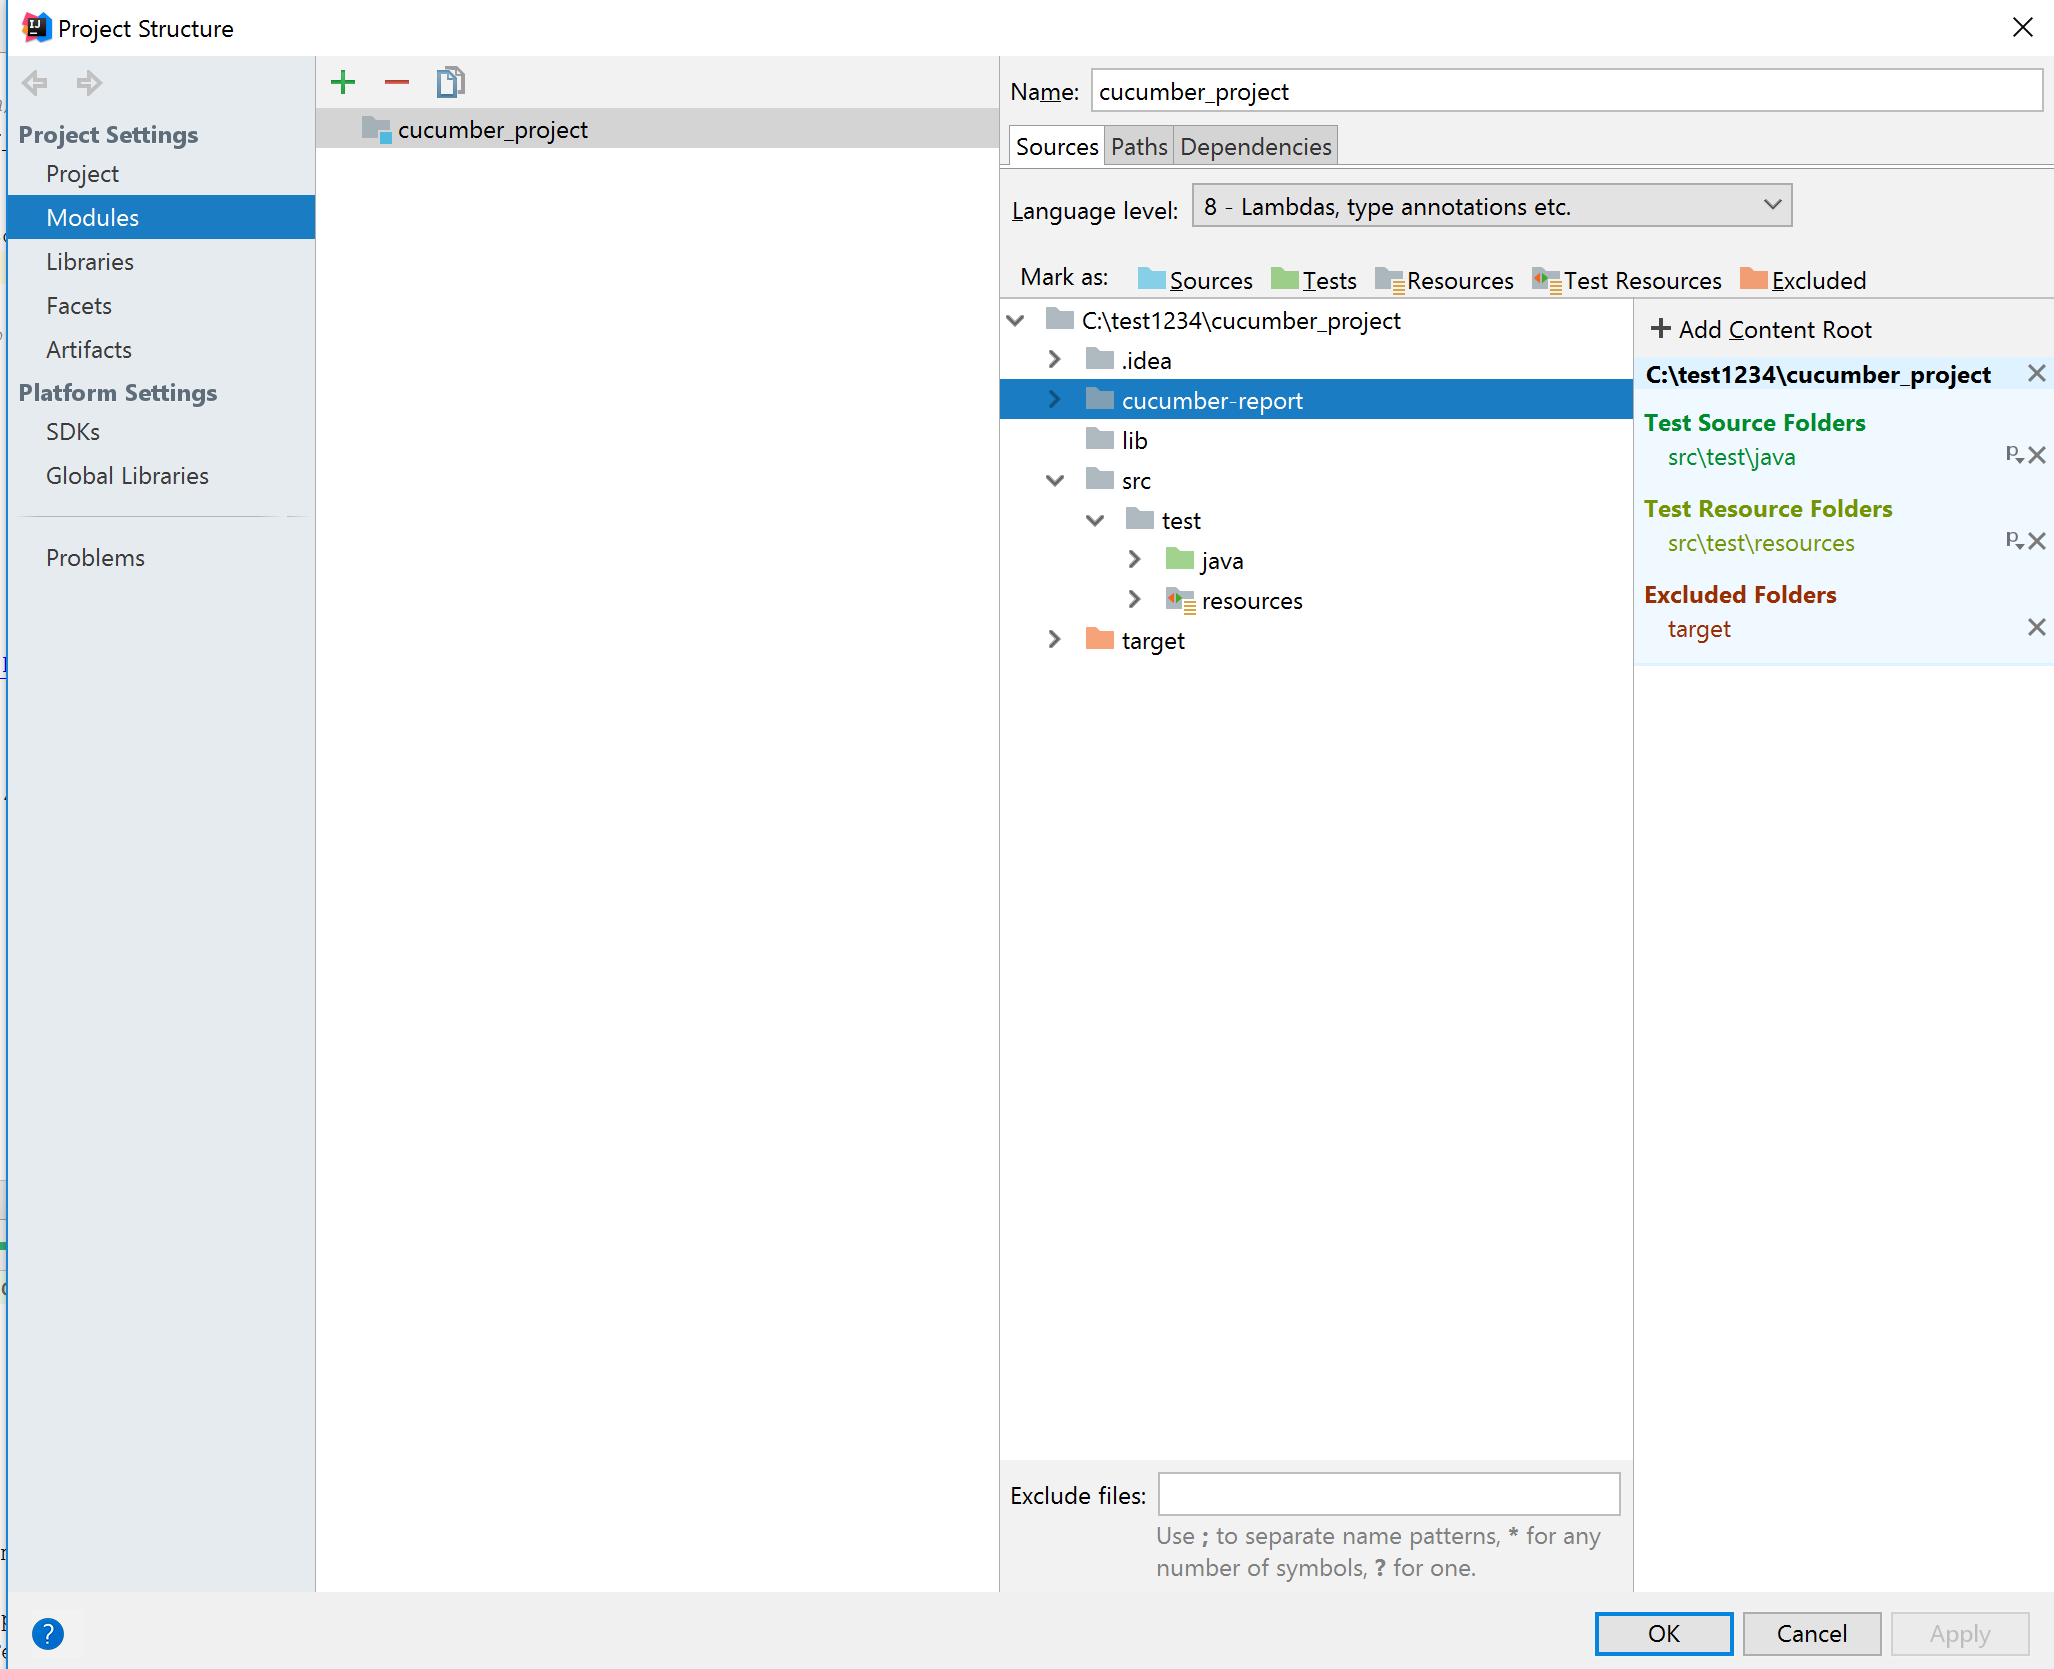 Project Structure
Project Settings
Project
Modules
Libraries
Facets
Artifacts
Platform Settings
SDKs
Global Libraries
Problems
cucumber_project
Name: cucumber_project
Sources Paths Dependencies
Language level: 8 - Lambdas, type annotations etc.
Mark as: Sources Tests Resources Test Resources Excluded
C:\test1234\cucumber_project
.idea
cucumber-report
lib
src
test
java
resources
target
Exclude files:
Use ; to separate name patterns, * for any
number of symbols, ? for one.
+ Add Content Root
C:\test1234\cucumber_project
Test Source Folders
src\test\java
Test Resource Folders
src\test\resources
Excluded Folders
target
? OK Cancel Apply